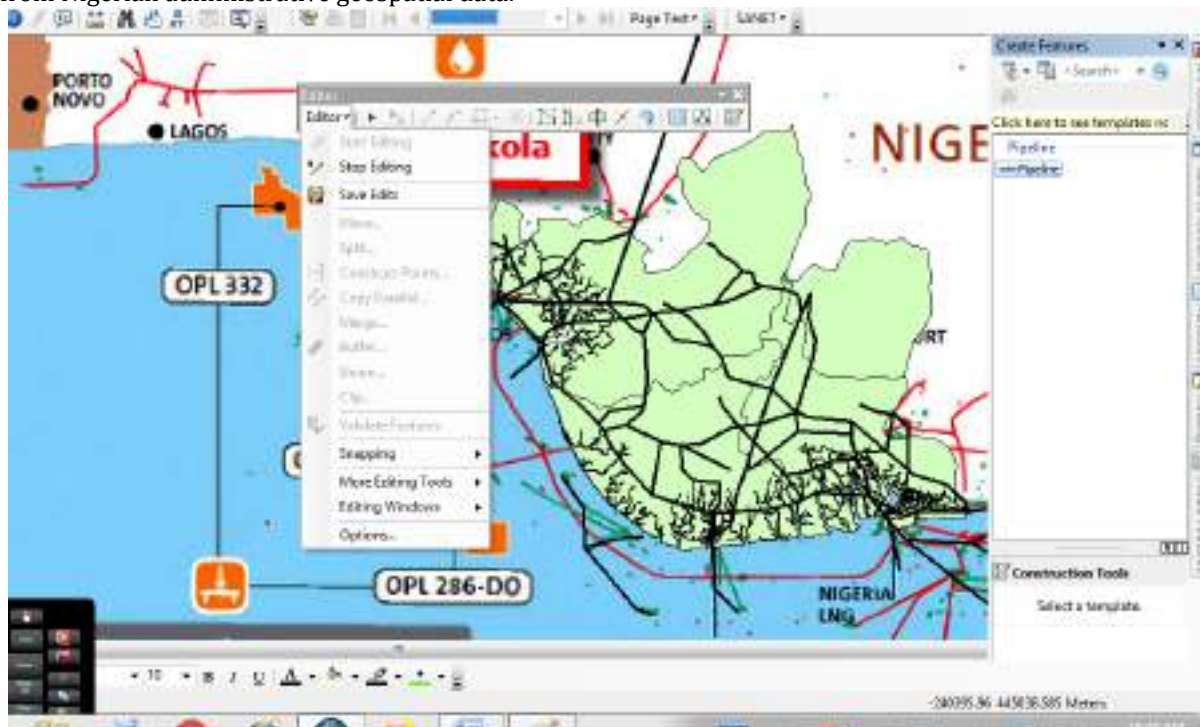 from Nigerian administrative geospatial data.
Page Text
Create Features
<Search>
PORTO
NOVO
LAGOS
Editor
Start Editing
Stop Editing
Save Edits
Move...
Split...
Construct Points...
Copy Parallel...
Merge...
Buffer...
Union...
Clip...
Validate Features
Snapping
More Editing Tools
Editing Windows
Options...
kola
NIGE
Click here to see templates
Pipeline
Pipeline
OPL 332
RT
OPL 286-DO
NIGERIA
LNG
Construction Tools
Select a template.
10 B I U A
Meters